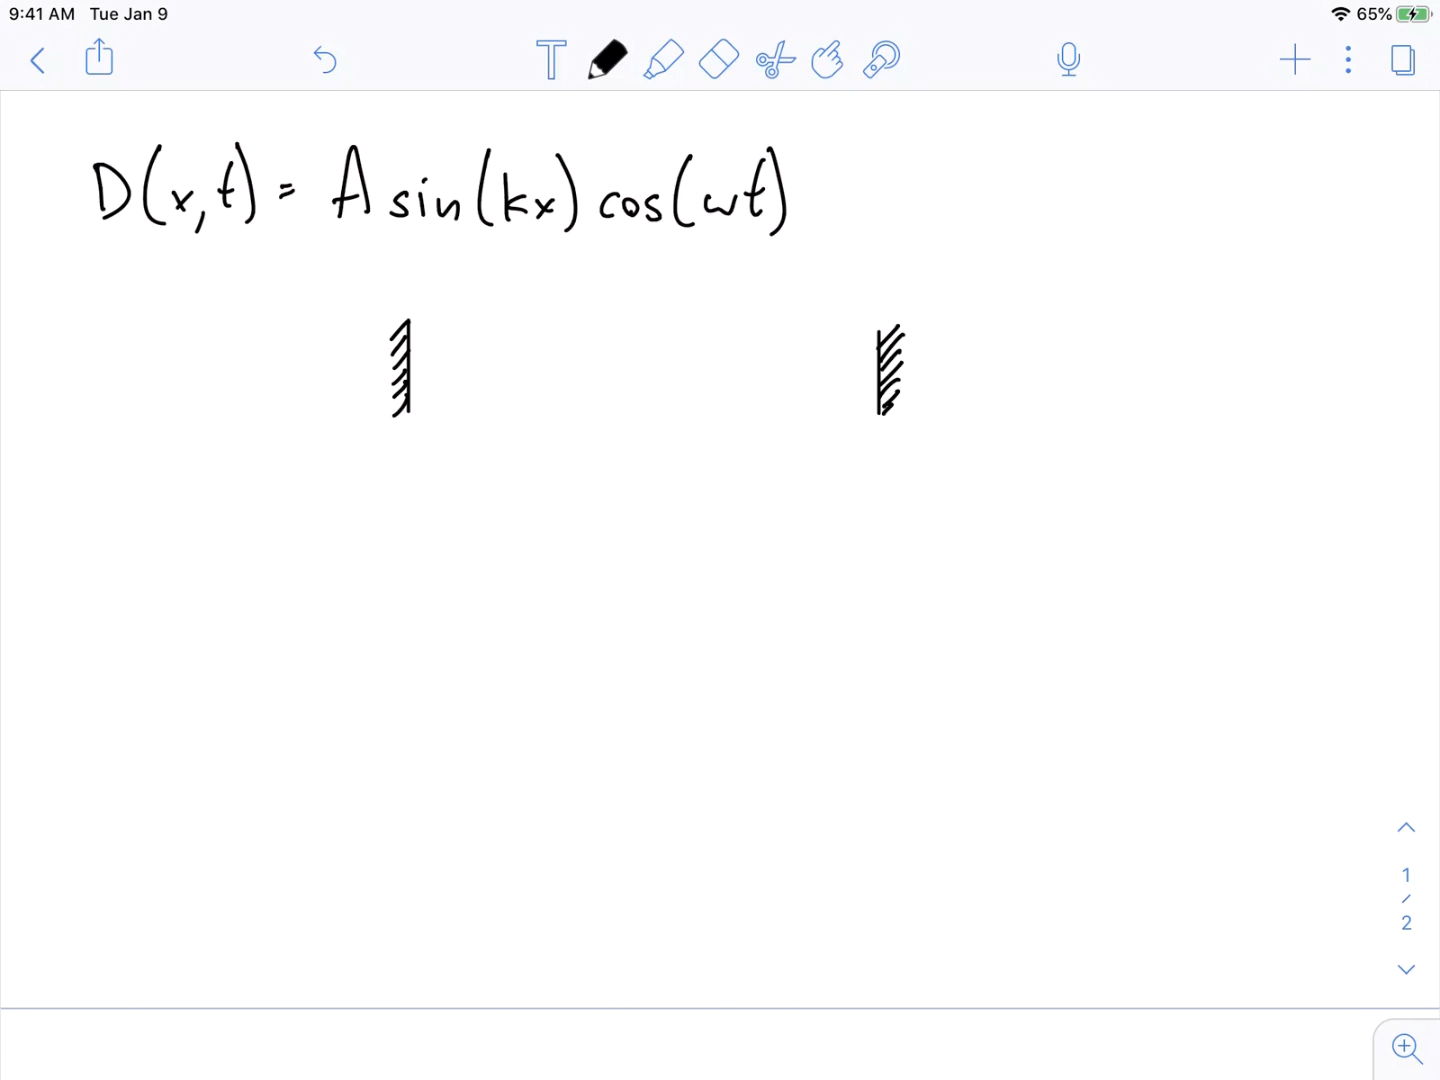 9:41 AM Tue Jan 9
65%
D(x,t) = A sin(kx) cos(ωt)
1
/
2